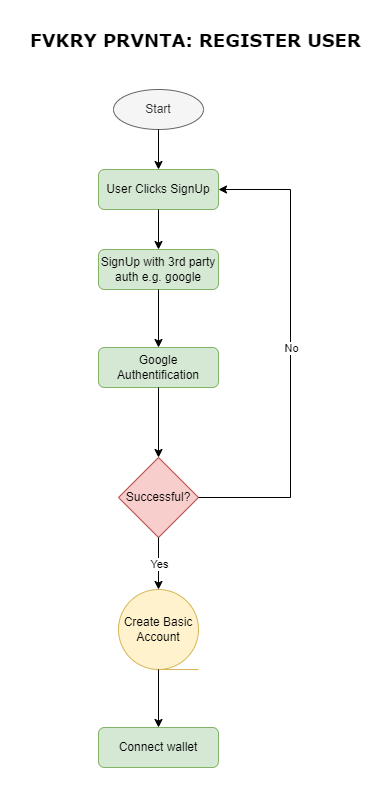 FVKRY PRVNTA: REGISTER USER
Start
User Clicks SignUp
SignUp with 3rd party
auth e.g. google
No
Google
Authentification
Successful?
Yes
Create Basic
Account
Connect wallet